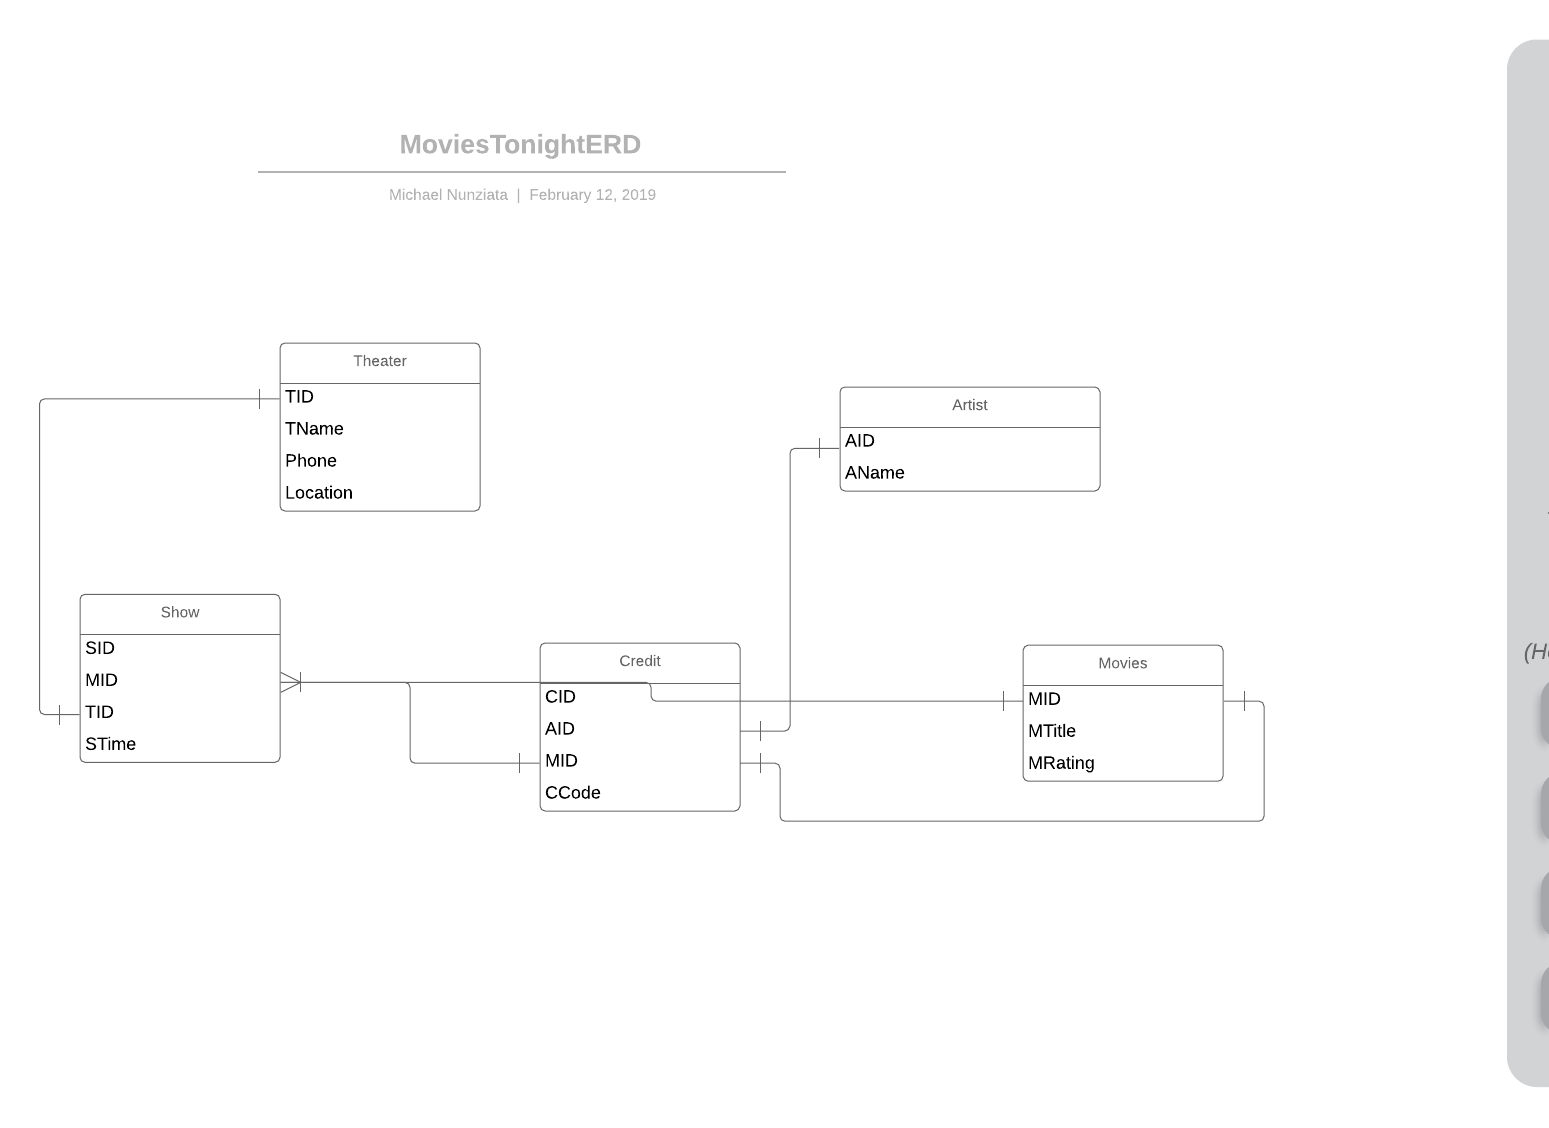 MoviesTonightERD
Michael Nunziata | February 12, 2019
Theater
TID
TName
Phone
Location
Artist
AID
AName
Show
SID
MID
TID
STime
Credit
CID
AID
MID
CCode
Movies
MID
MTitle
MRating